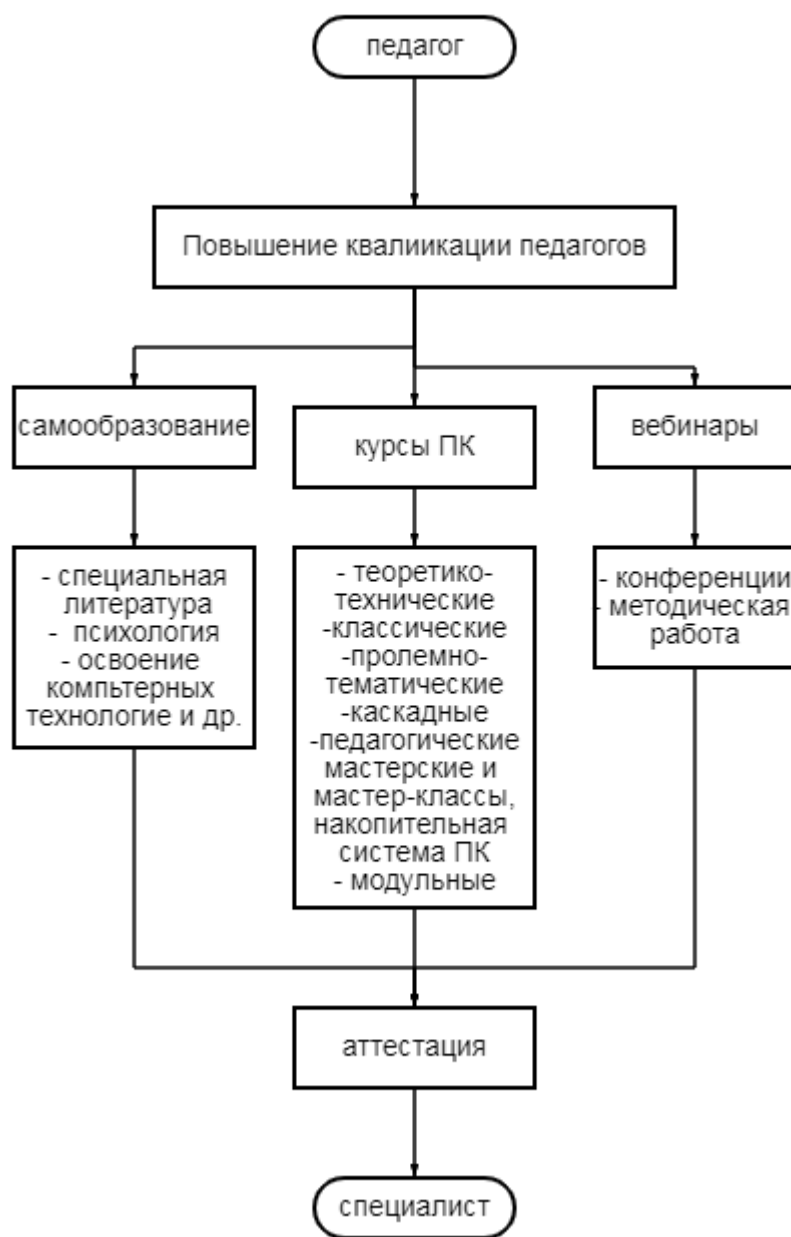 педагог
Повышение квалиикации педагогов
самообразование
курсы ПК
вебинары
- специальная
литература
- психология
- освоение
компьтерных
технологие и др.
- теоретико-
технические
-классические
-пролемно-
тематические
-каскадные
-педагогические
мастерские и
мастер-классы,
накопительная
система ПК
- модульные
- конференции
- методическая
работа
аттестация
специалист